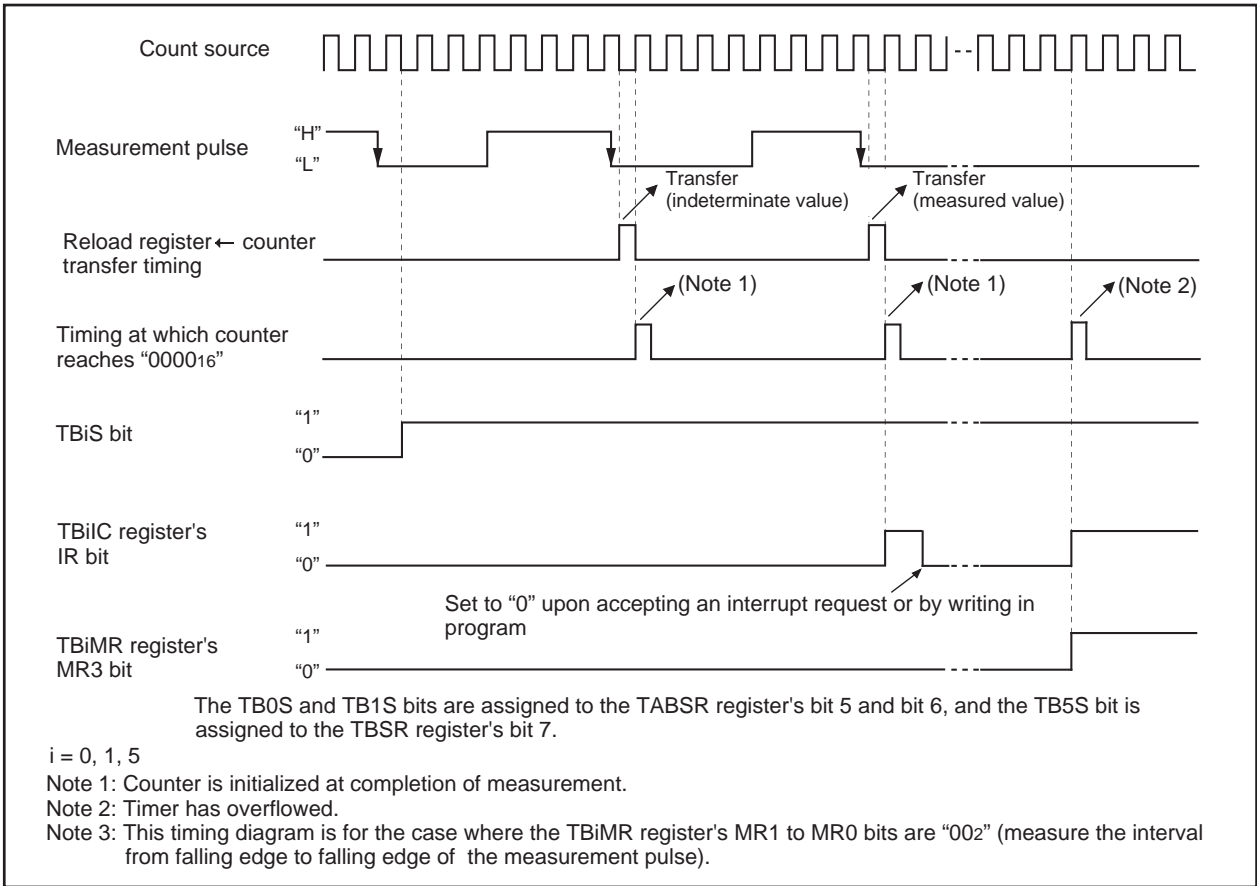 Count source
Measurement pulse
“H”
“L”
Transfer
(indeterminate value)
Transfer
(measured value)
Reload register ← counter
transfer timing
(Note 1)
(Note 1)
(Note 2)
Timing at which counter
reaches “000016”
TBiS bit
“1”
“0”
TBiIC register's
IR bit
“1”
“0”
Set to “0” upon accepting an interrupt request or by writing in
program
TBiMR register's
MR3 bit
“1”
“0”
The TB0S and TB1S bits are assigned to the TABSR register's bit 5 and bit 6, and the TB5S bit is
assigned to the TBSR register's bit 7.
i = 0, 1, 5
Note 1: Counter is initialized at completion of measurement.
Note 2: Timer has overflowed.
Note 3: This timing diagram is for the case where the TBiMR register's MR1 to MR0 bits are “002” (measure the interval
from falling edge to falling edge of the measurement pulse).